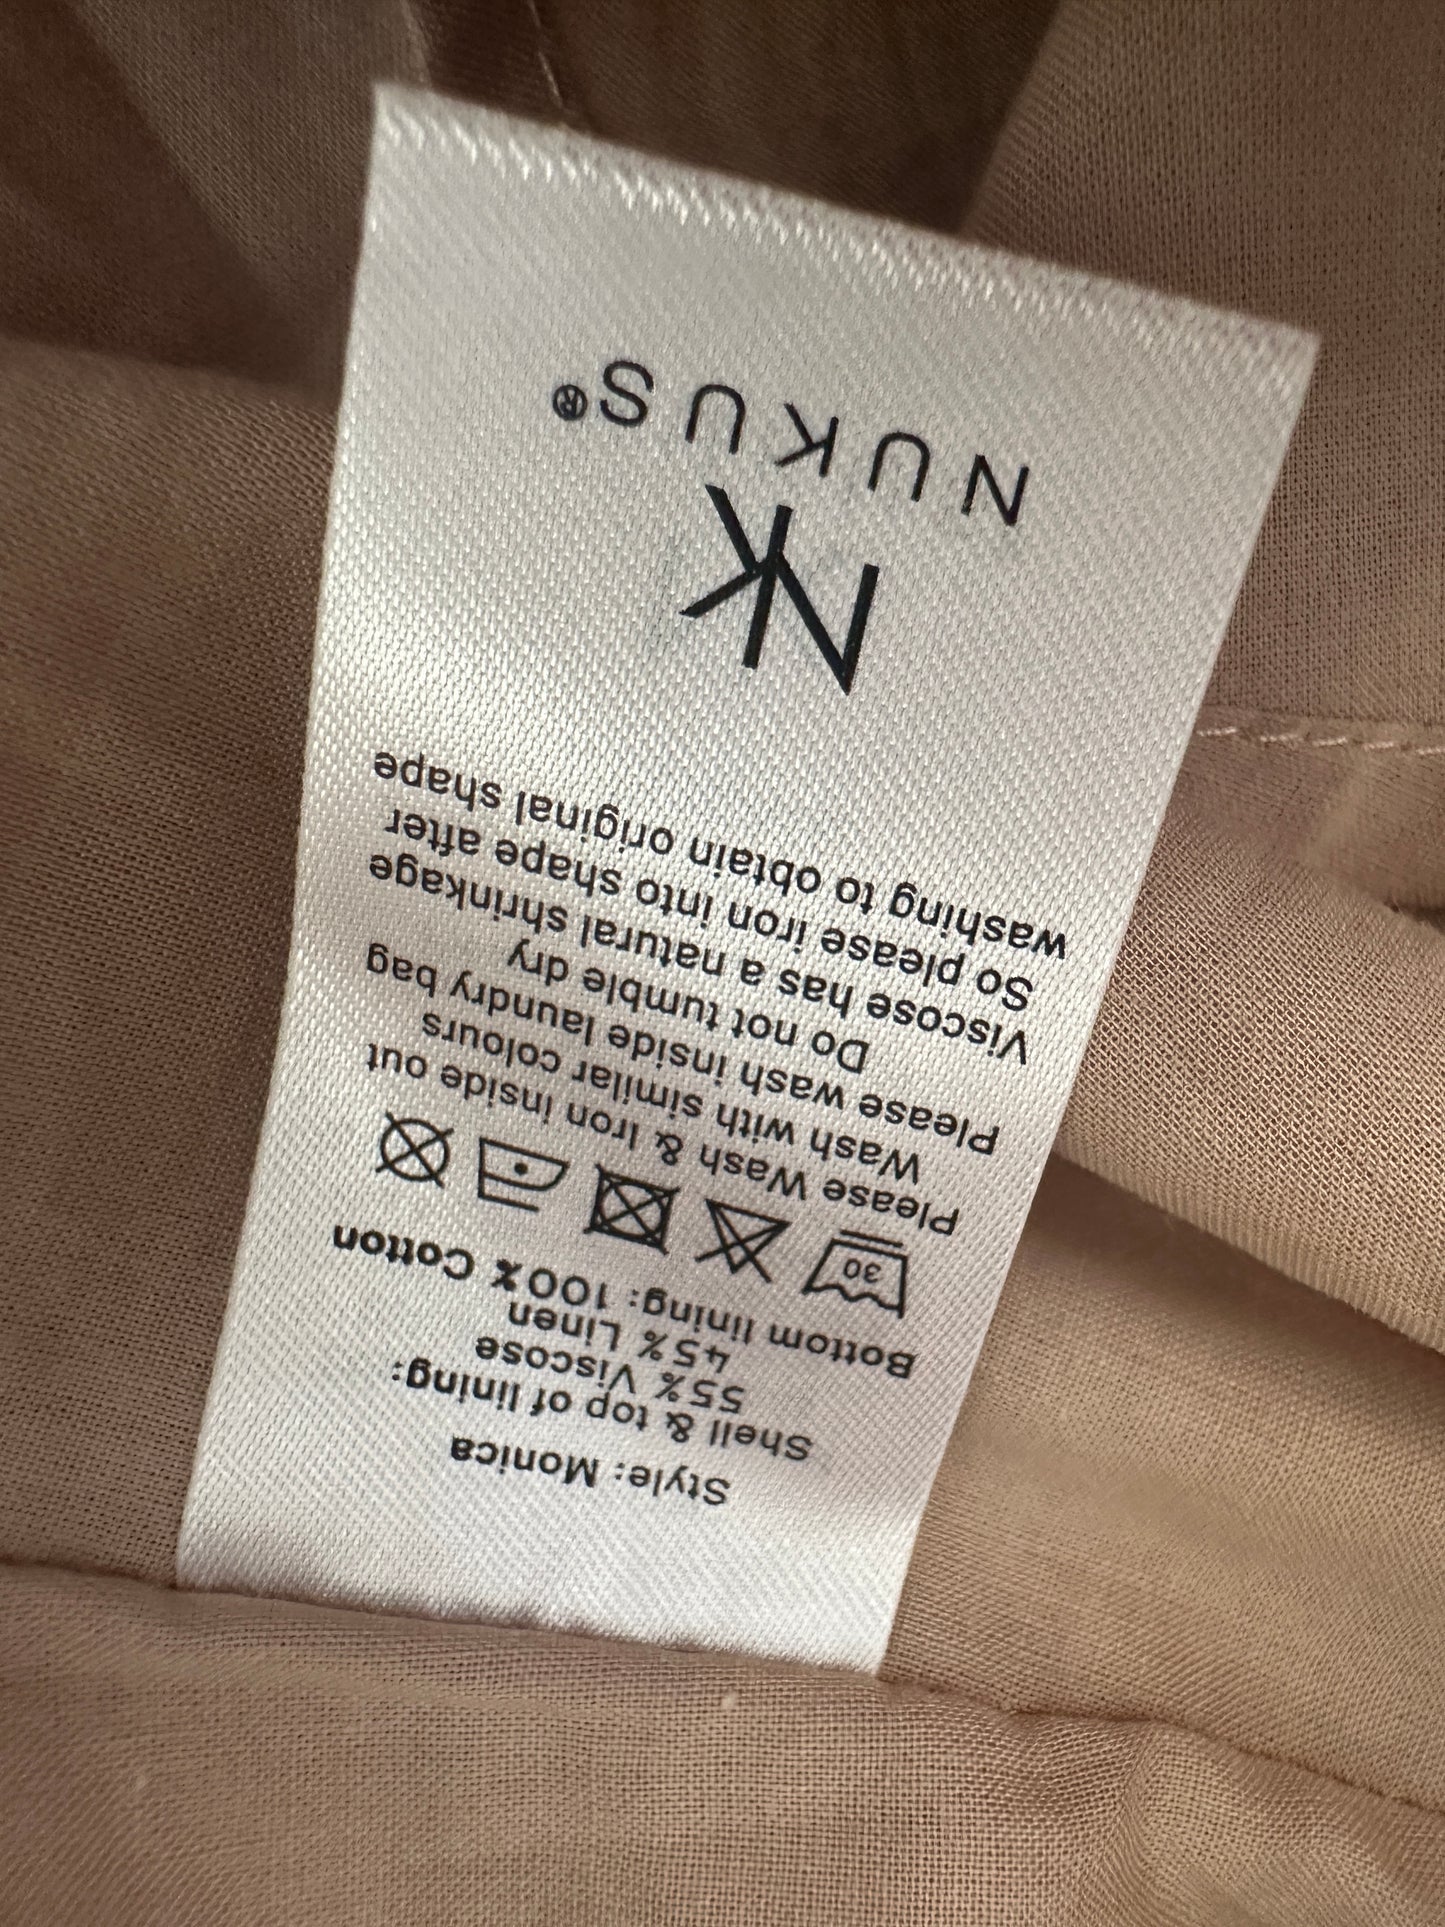 Style: Monica
Shell & top of lining:
55% Viscose
45% Linen
Bottom lining: 100% Cotton
30
Please Wash & Iron inside out
Wash with similar colours
Please wash inside laundry bag
Do not tumble dry
Viscose has a natural shrinkage
So please iron into shape after
washing to obtain original shape
NK
NUKUS®